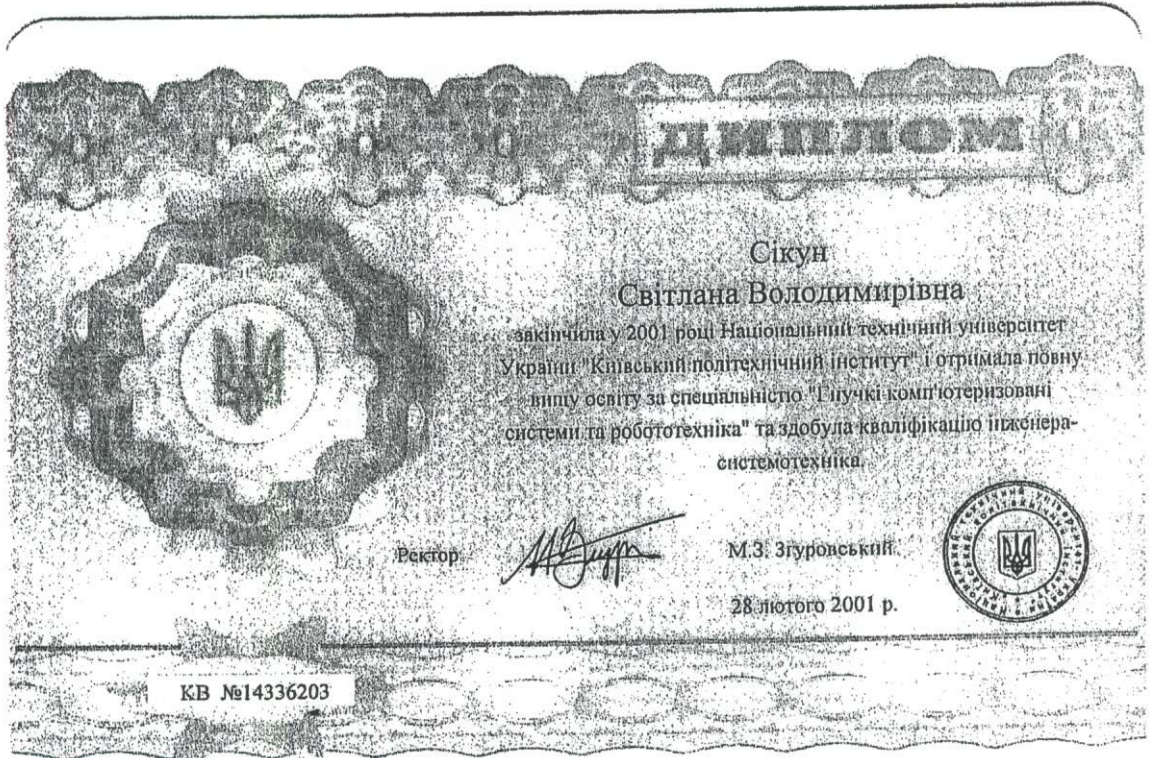 ДИПЛОМ
Сікун
Світлана Володимирівна
закінчила у 2001 році Національний технічний університет
України "Київський політехнічний інститут" і отримала повну
вищу освіту за спеціальністю "Гнучкі комп'ютеризовані
системи та робототехніка" та здобула кваліфікацію інженера-
системотехніка.
Ректор
М.З. Згуровський
28 лютого 2001 р.
КВ №14336203